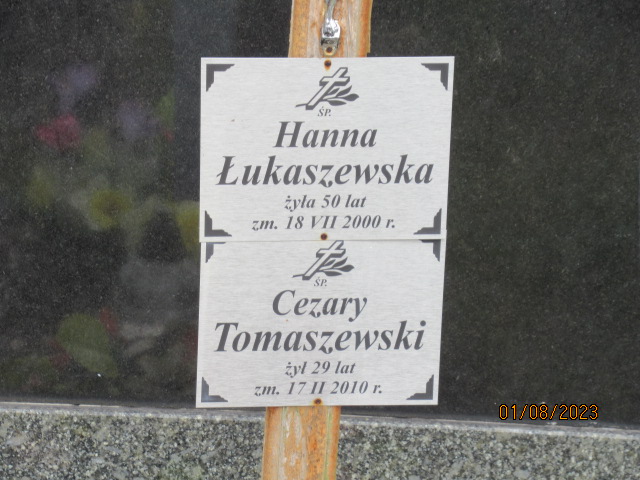 ŚP.
Hanna
Łukaszewska
żyła 50 lat
zm. 18 VII 2000 r.
ŚP.
Cezary
Tomaszewski
żył 29 lat
zm. 17 II 2010 r.
01/08/2023